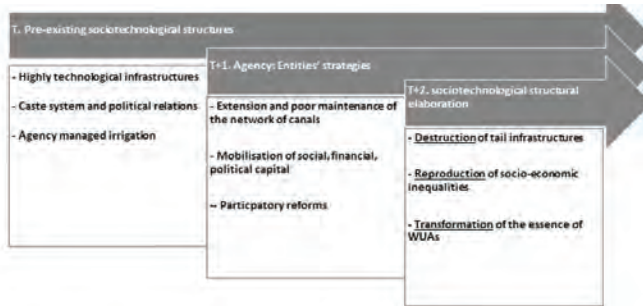 T. Pre-existing sociotechnological structures
- Highly technological infrastructures
- Caste system and political relations
- Agency managed irrigation
T+1. Agency: Entities' strategies
- Extension and poor maintenance of
the network of canals
- Mobilisation of social, financial,
political capital
-- Particpatory reforms
T+2. sociotechnological structural
elaboration
- Destruction of tail infrastructures
- Reproduction of socio-economic
inequalities
- Transformation of the essence of
WUAs